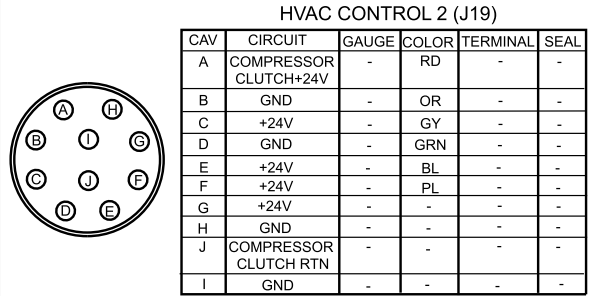 HVAC CONTROL 2 (J19)
CAV CIRCUIT GAUGE COLOR TERMINAL SEAL
A COMPRESSOR CLUTCH+24V - RD - -
B GND - OR - -
C +24V - GY - -
D GND - GRN - -
E +24V - BL - -
F +24V - PL - -
G +24V - - - -
H GND - - - -
J COMPRESSOR CLUTCH RTN - - - -
I GND - - - -
A H
B I G
C J F
D E